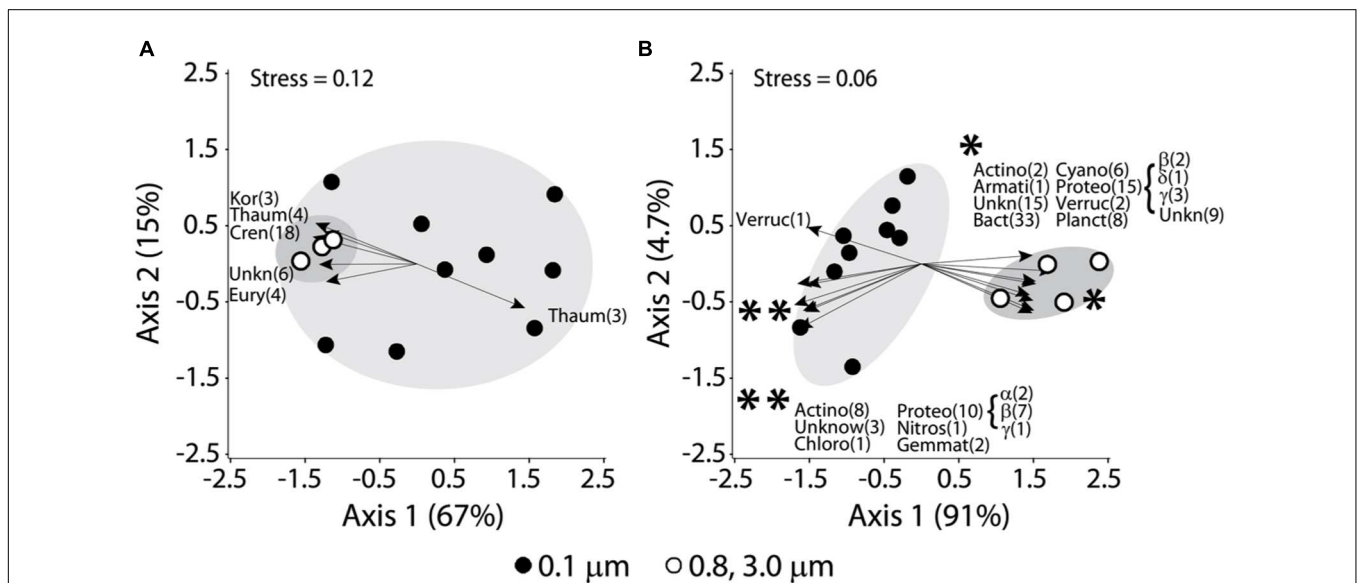 A
B
Stress = 0.12
Stress = 0.06
2.5
1.5
0.5
-0.5
-1.5
-2.5
Axis 2 (15%)
Kor(3)
Thaum(4)
Cren(18)
Unkn(6)
Eury(4)
Thaum(3)
-2.5 -1.5 -0.5 0.5 1.5 2.5
Axis 1 (67%)
2.5
1.5
0.5
-0.5
-1.5
-2.5
Axis 2 (4.7%)
*
Actino(2) Cyano(6)
Armati(1) Proteo(15) {
Unkn(15) Verruc(2)
Bact(33) Planct(8)
β(2)
δ(1)
γ(3)
Unkn(9)
Verruc(1)
* *
*
* *
Actino(8) Proteo(10) {
Unknow(3) Nitros(1)
Chloro(1) Gemmat(2)
α(2)
β(7)
γ(1)
-2.5 -1.5 -0.5 0.5 1.5 2.5
Axis 1 (91%)
0.1 μm 0.8, 3.0 μm